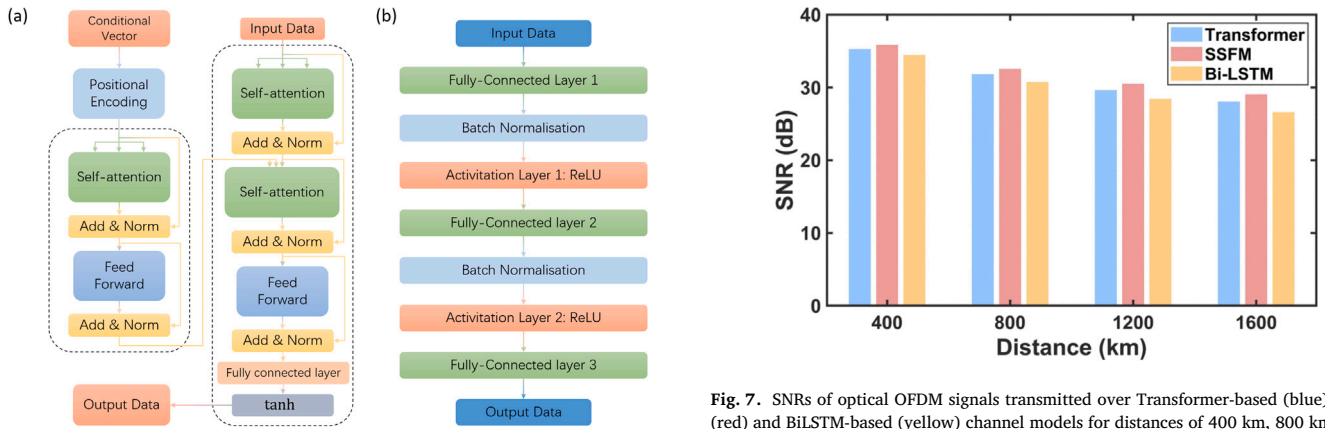 (a)
Conditional
Vector
Positional
Encoding
Self-attention
Add & Norm
Feed
Forward
Add & Norm
Input Data
Self-attention
Add & Norm
Self-attention
Add & Norm
Feed
Forward
Add & Norm
Fully connected layer
tanh
Output Data
(b)
Input Data
Fully-Connected Layer 1
Batch Normalisation
Activitation Layer 1: ReLU
Fully-Connected layer 2
Batch Normalisation
Activitation Layer 2: ReLU
Fully-Connected layer 3
Output Data
SNR (dB)
40
30
20
10
0
Transformer
SSFM
Bi-LSTM
400 800 1200 1600
Distance (km)
Fig. 7. SNRs of optical OFDM signals transmitted over Transformer-based (blue)
(red) and BiLSTM-based (yellow) channel models for distances of 400 km, 800 km